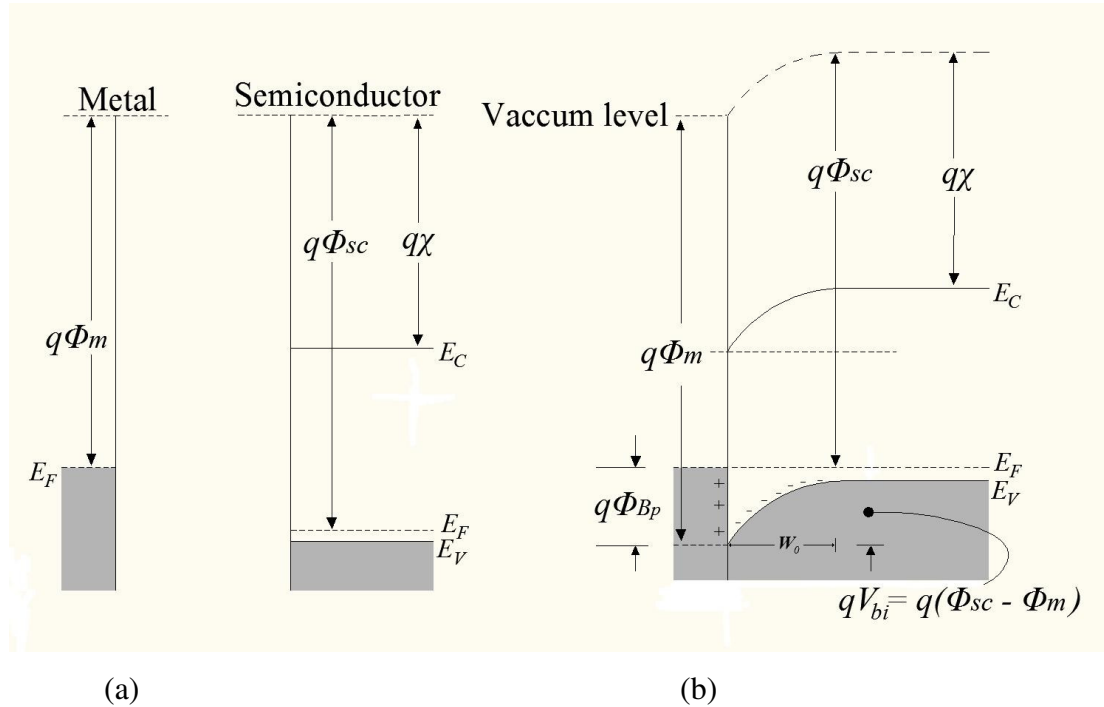 Metal
Semiconductor
qΦm
EF
qΦsc
qχ
EC
EF
EV
Vaccum level
qΦm
qΦsc
qχ
EC
qΦBp
+
+
+
- - - - - - -
W0
EF
EV
qVbi= q(Φsc - Φm)
(a)
(b)